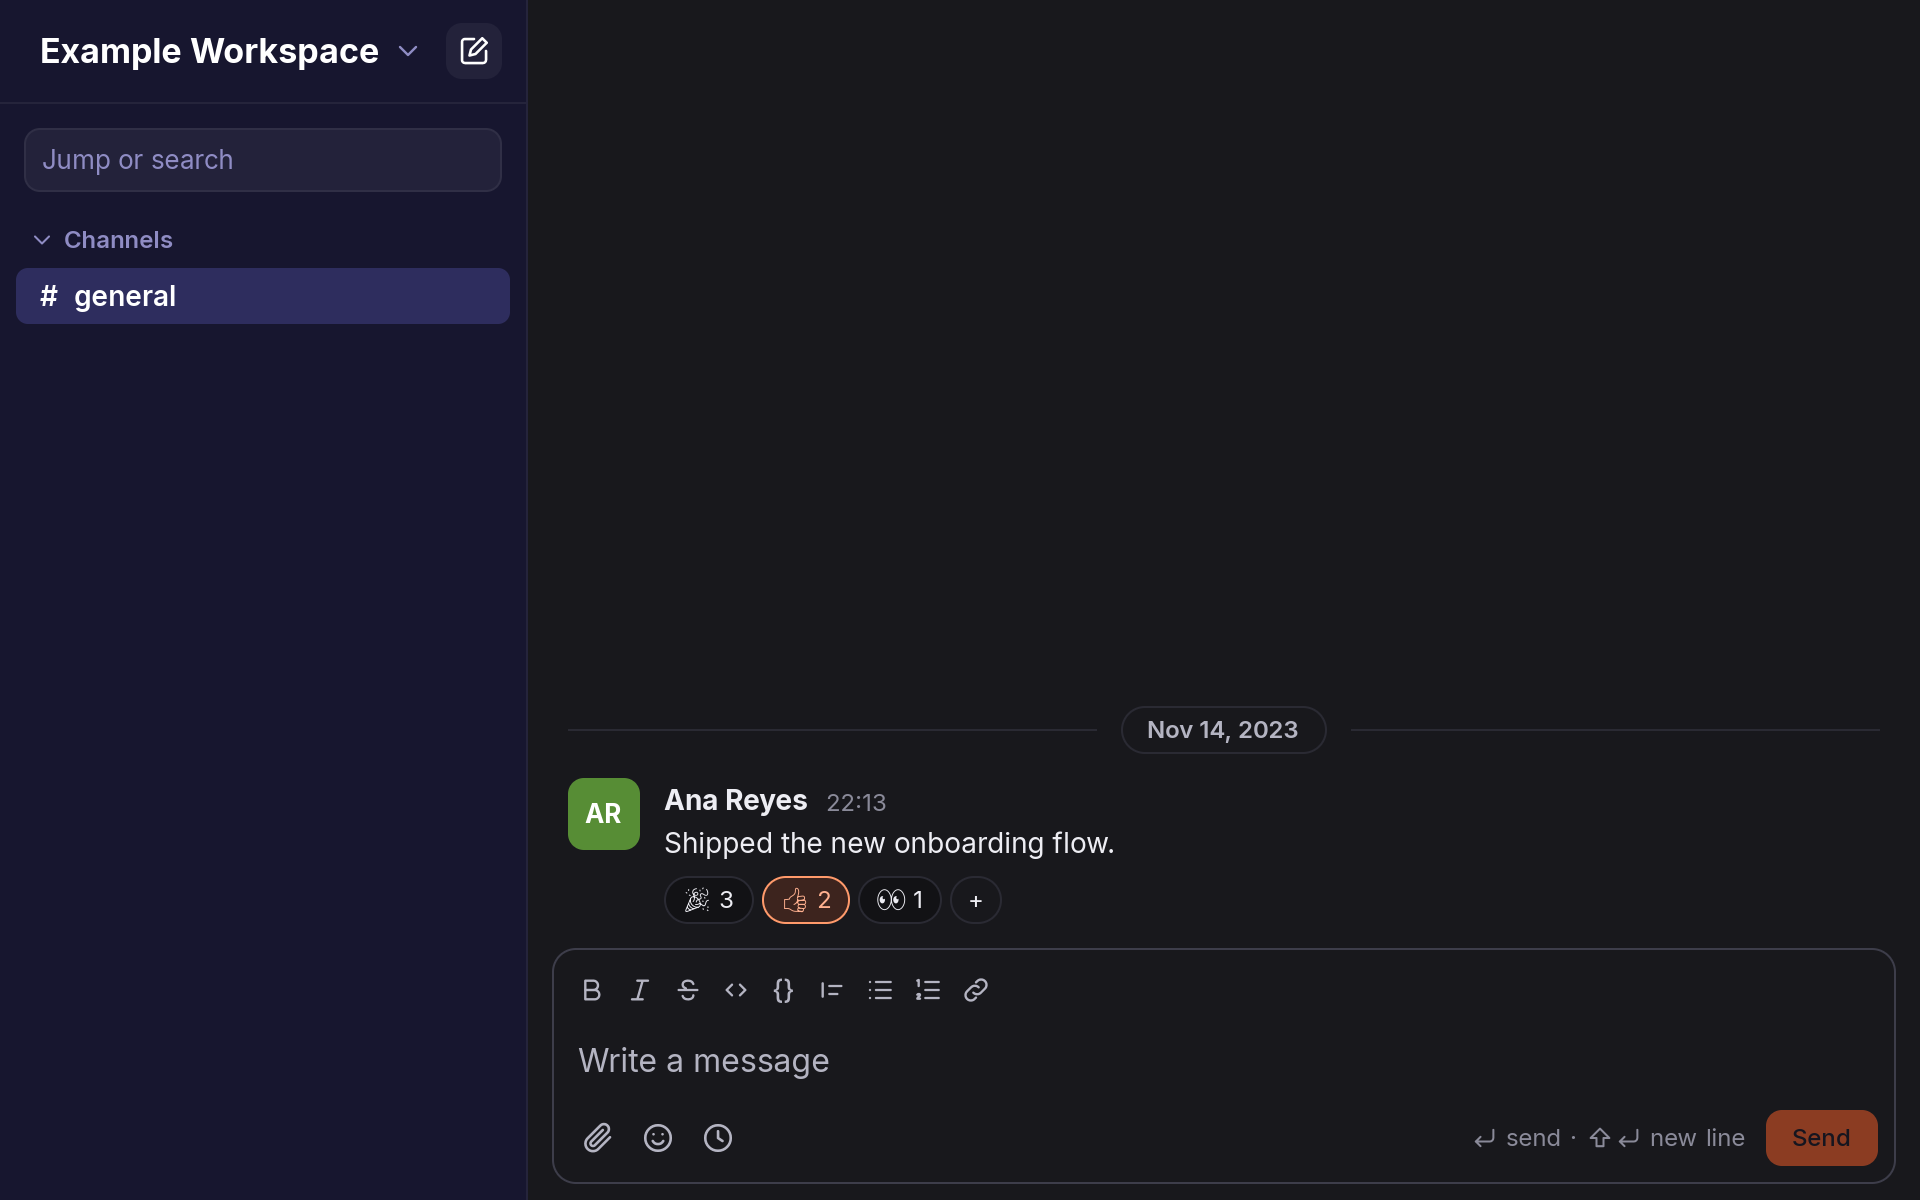 Example Workspace
Jump or search
Channels
# general
Nov 14, 2023
AR
Ana Reyes 22:13
Shipped the new onboarding flow.
🎉 3 👍 2 👀 1 +
Write a message
send · new line Send